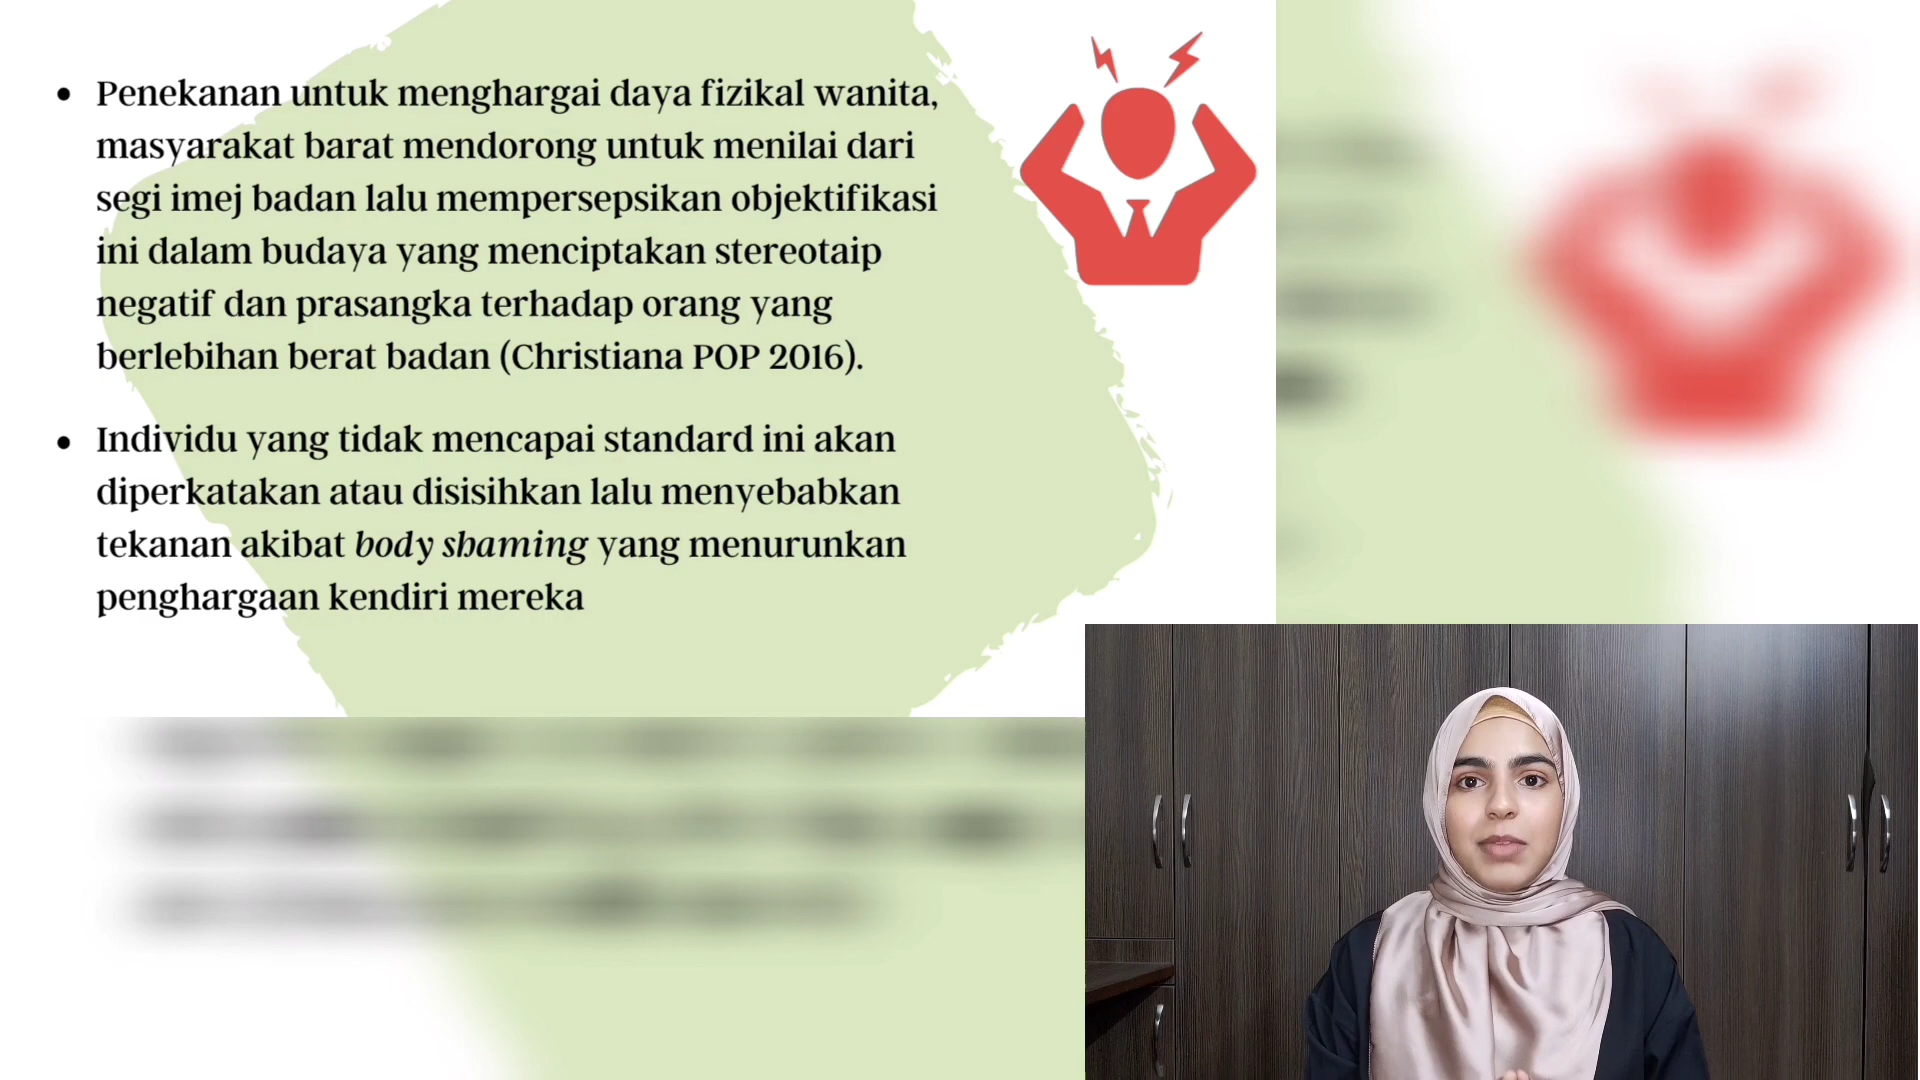 Penekanan untuk menghargai daya fizikal wanita,
masyarakat barat mendorong untuk menilai dari
segi imej badan lalu mempersepsikan objektifikasi
ini dalam budaya yang menciptakan stereotaip
negatif dan prasangka terhadap orang yang
berlebihan berat badan (Christiana POP 2016).
Individu yang tidak mencapai standard ini akan
diperkatakan atau disisihkan lalu menyebabkan
tekanan akibat body shaming yang menurunkan
penghargaan kendiri mereka